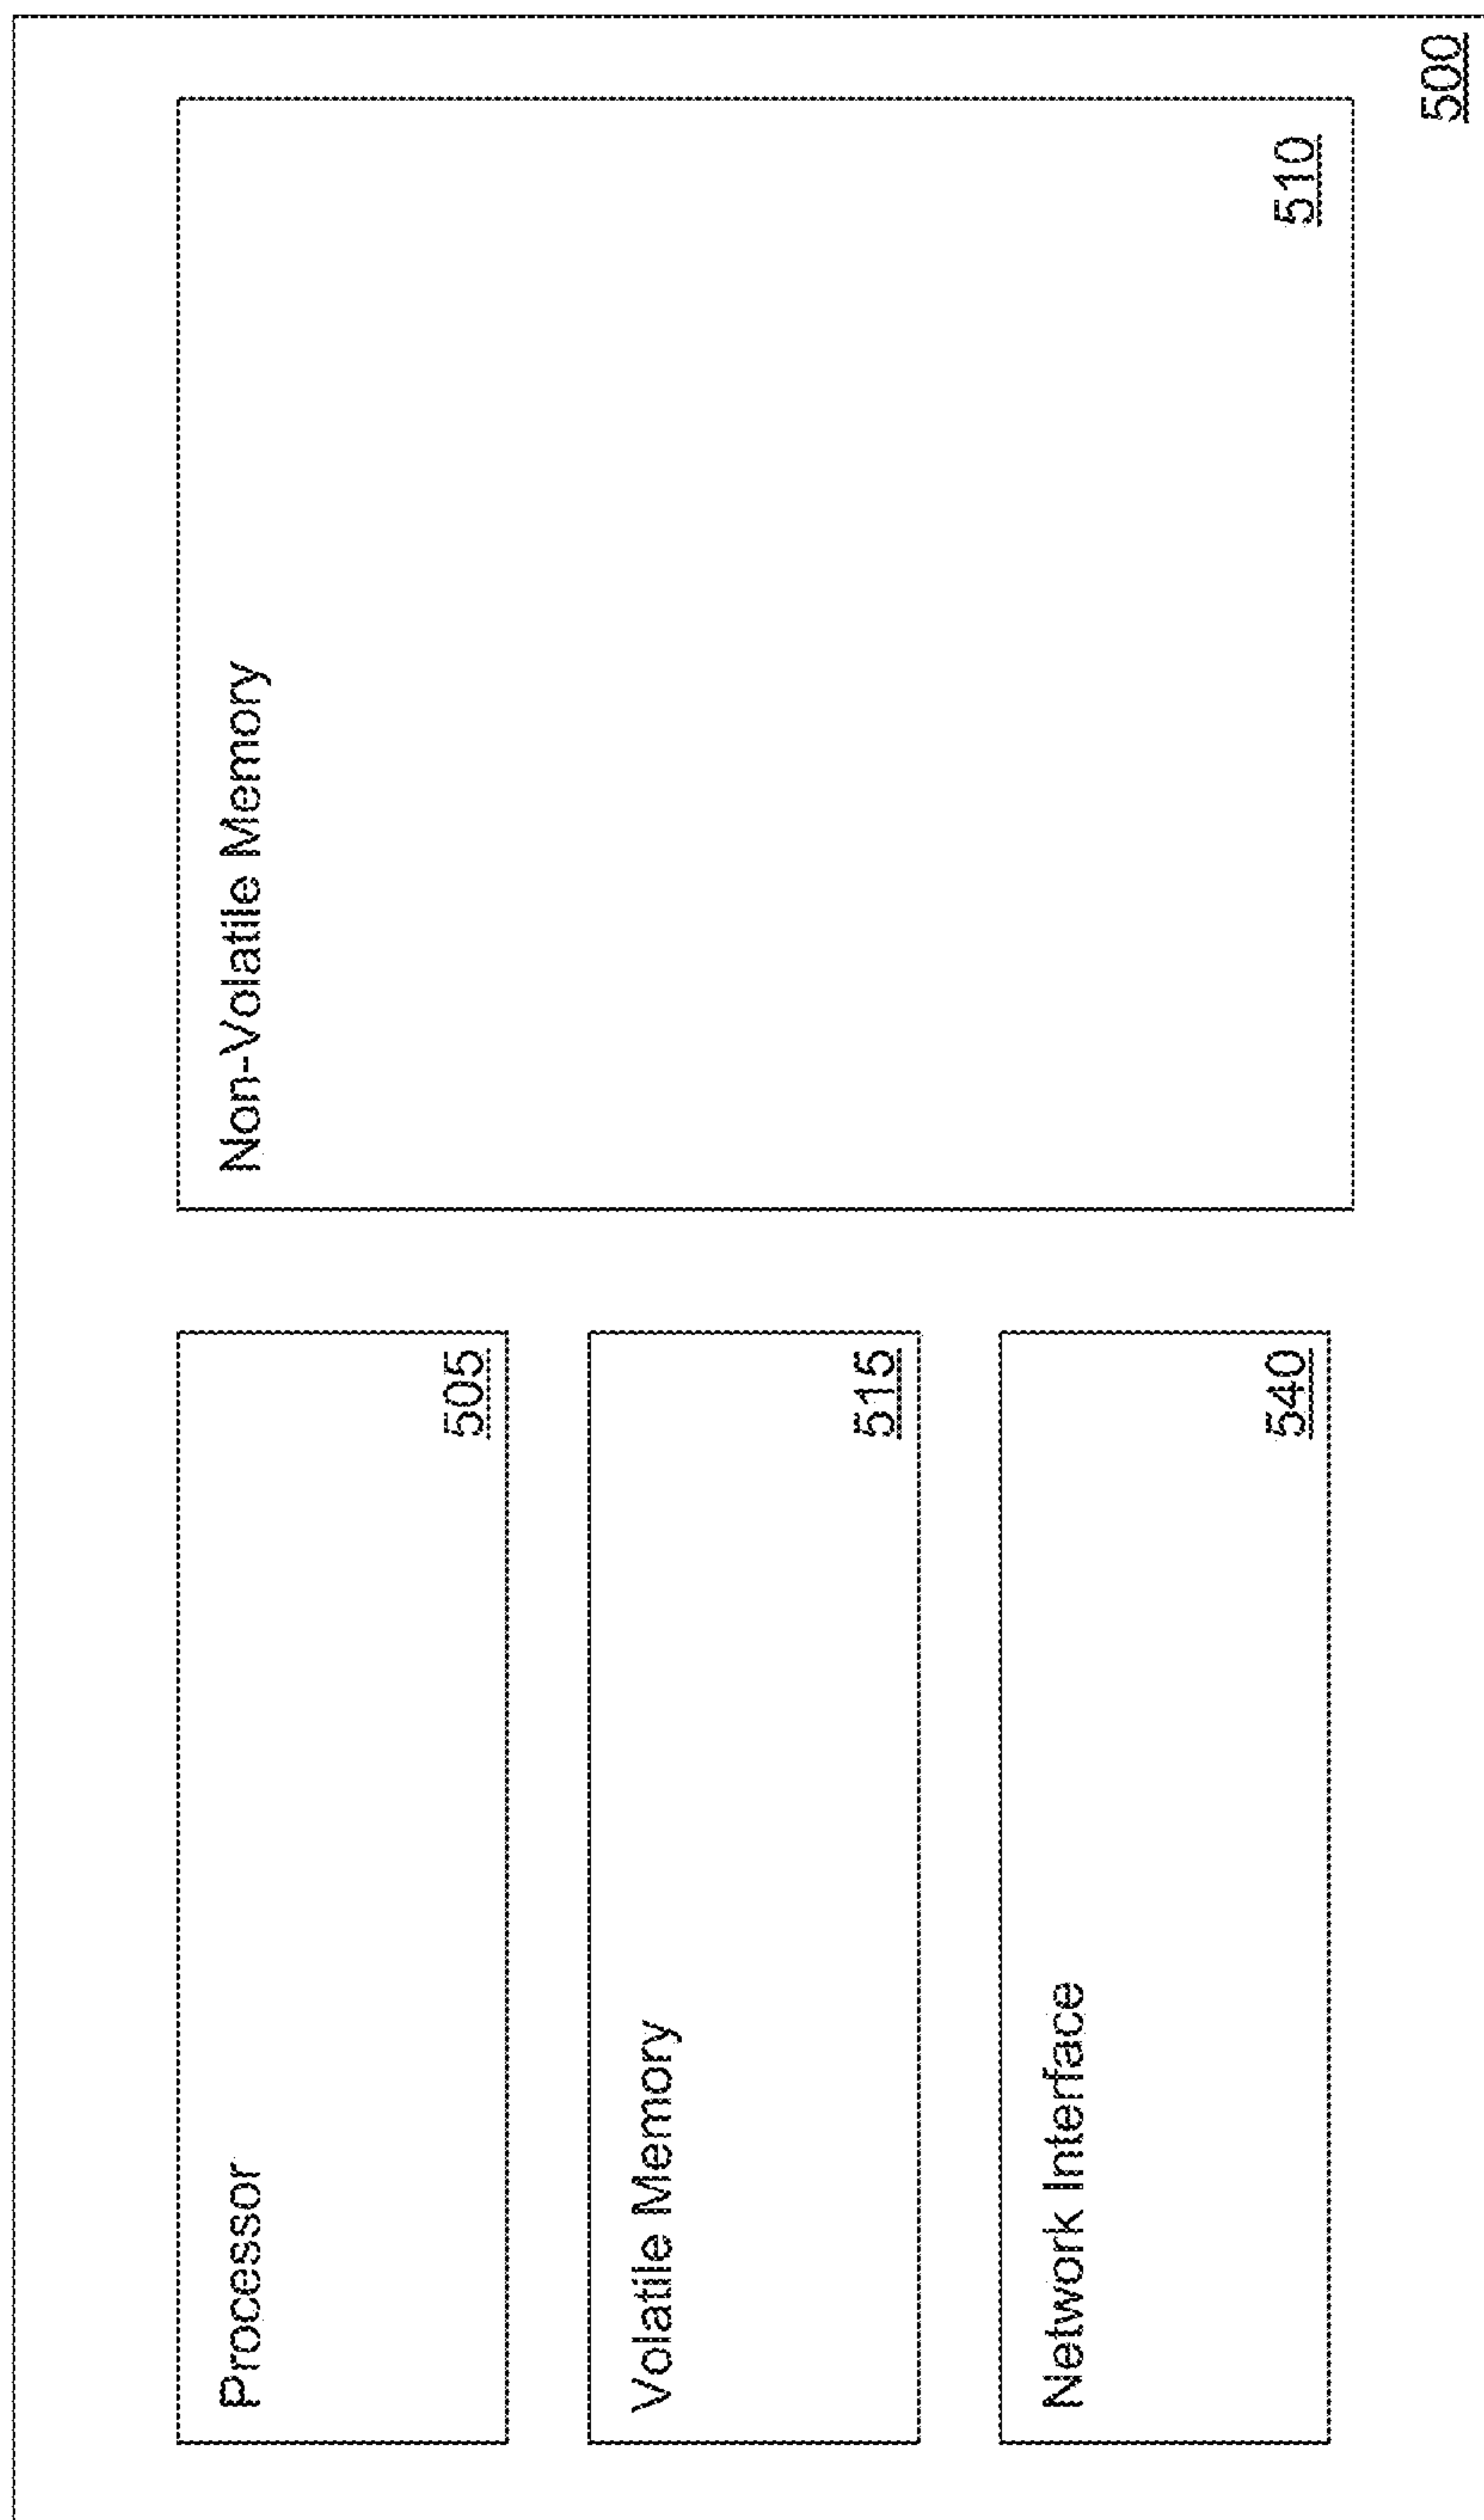 Processor
505
Volatile Memory
515
Network Interface
540
Non-Volatile Memory
510
500